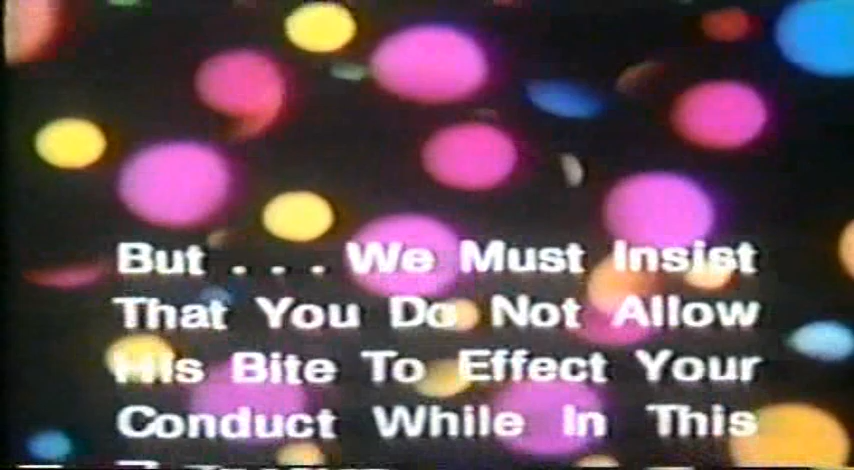 But . . . We Must Insist
That You Do Not Allow
His Bite To Effect Your
Conduct While In This